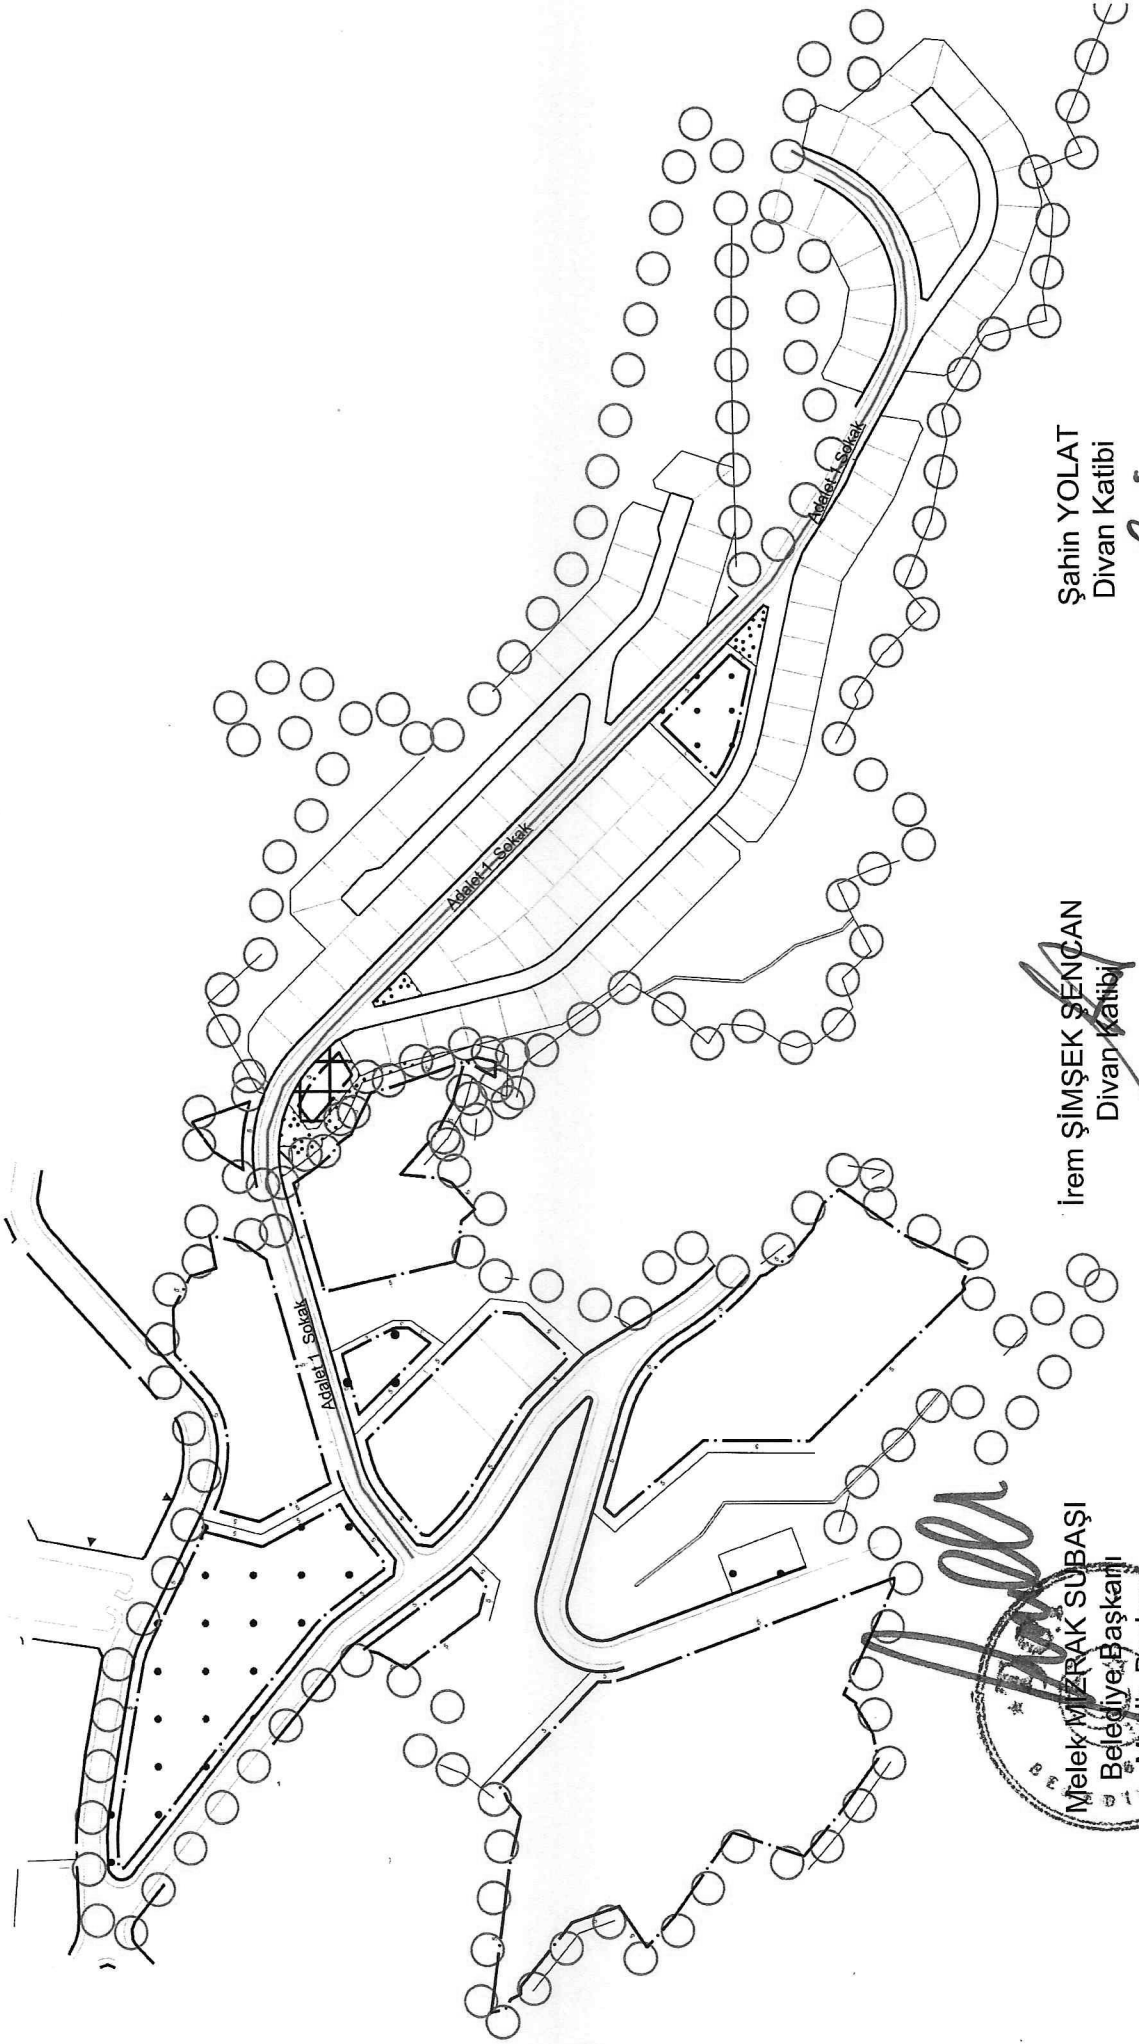 Adalet 1. Sokak
Adalet 1. Sokak
Adalet 1 Sokak
Şahin YOLAT
Divan Katibi
İrem ŞİMŞEK ŞENCAN
Divan Katibi
Melek MIZRAK SUBAŞI
Belediye Başkanı